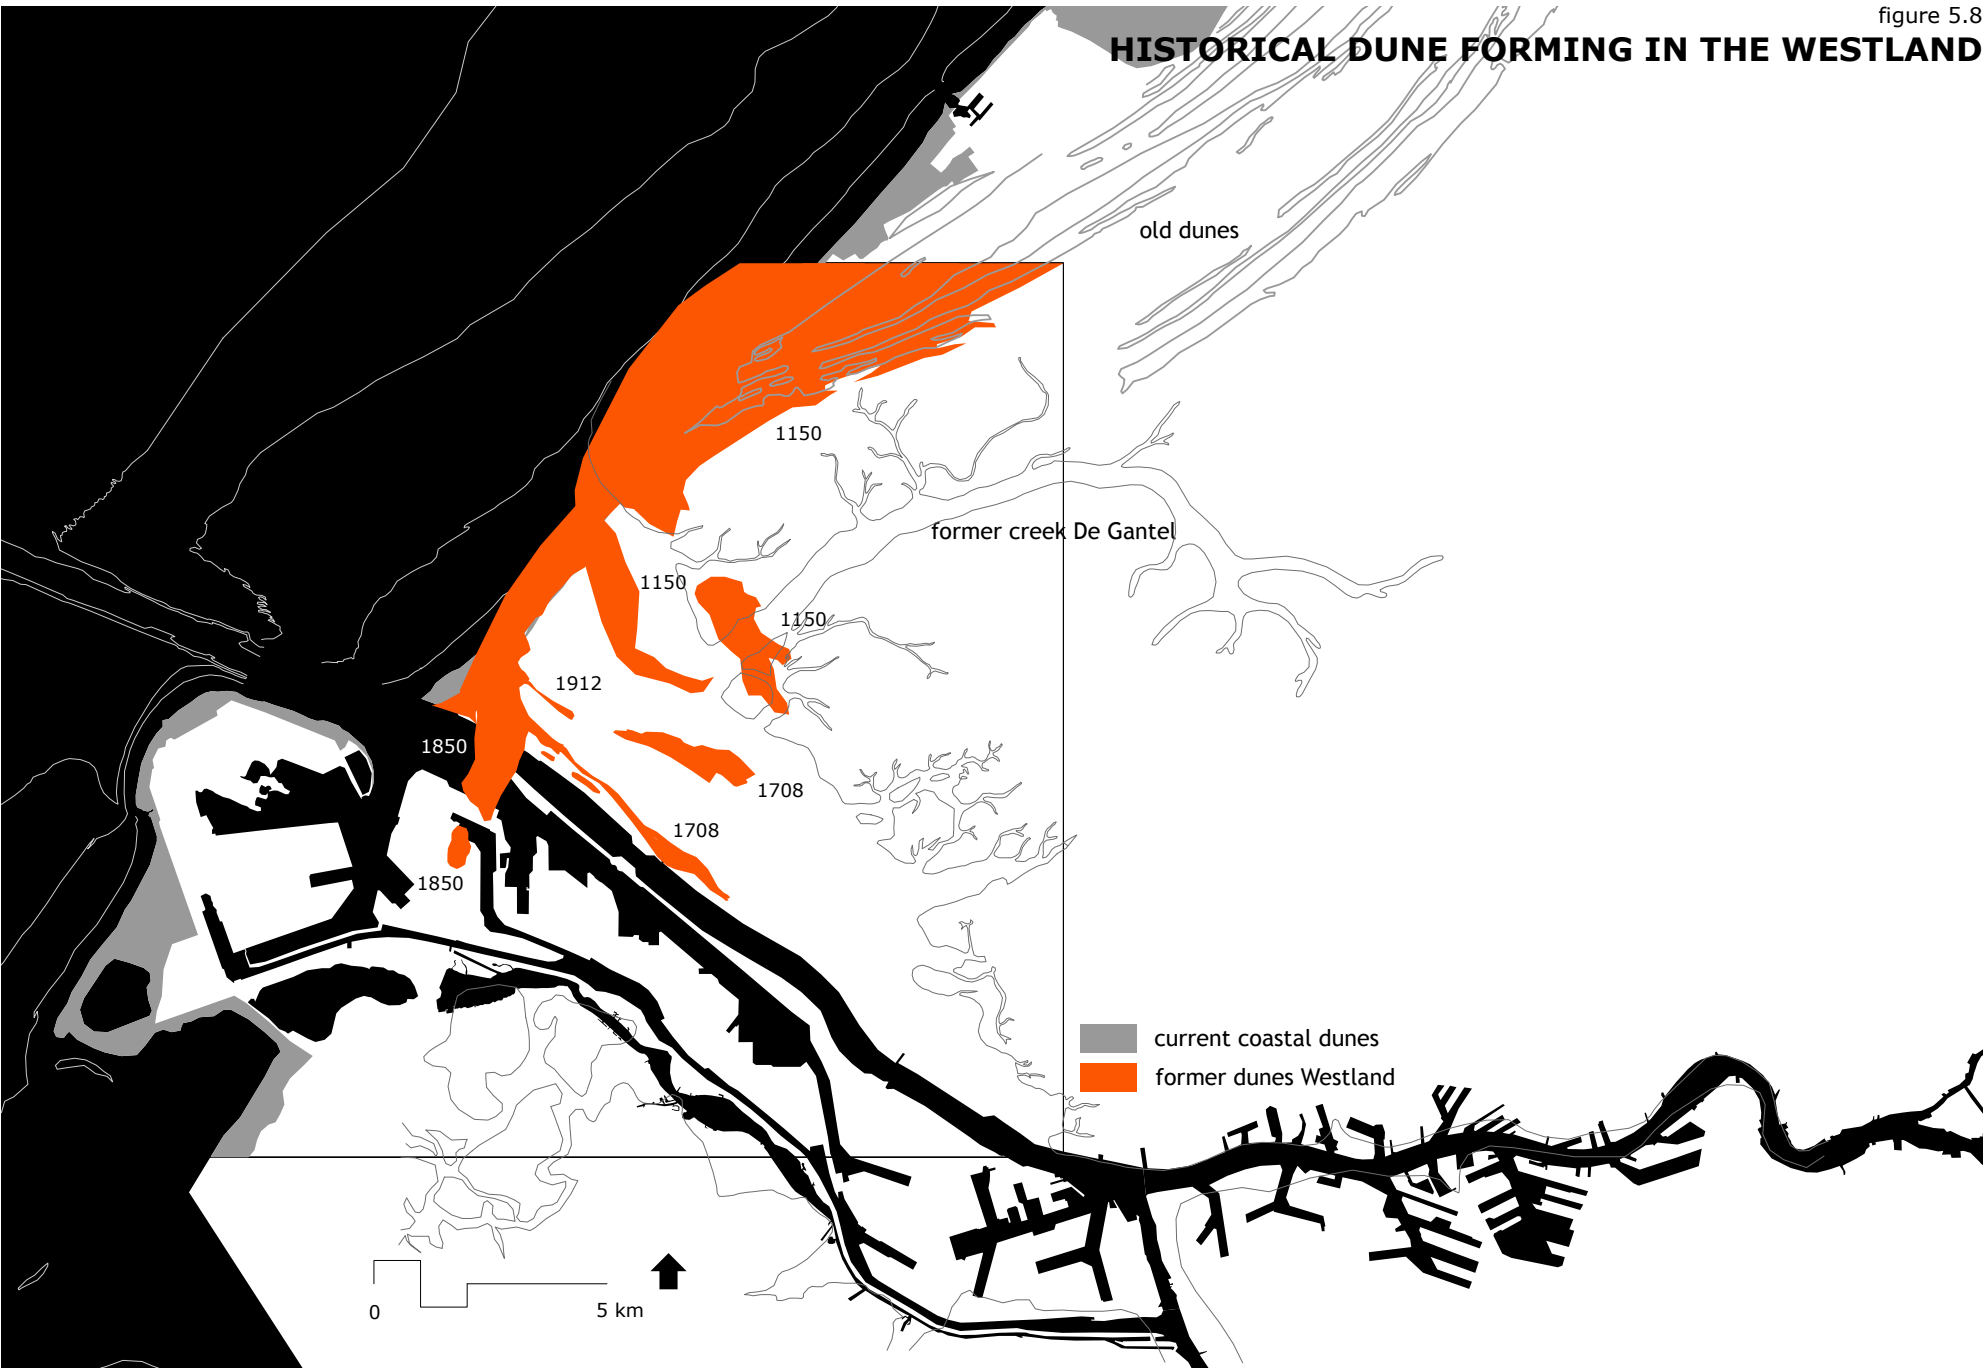 figure 5.8
HISTORICAL DUNE FORMING IN THE WESTLAND
old dunes
1150
former creek De Gantel
1150
1150
1912
1850
1708
1708
1850
current coastal dunes
former dunes Westland
0
5 km